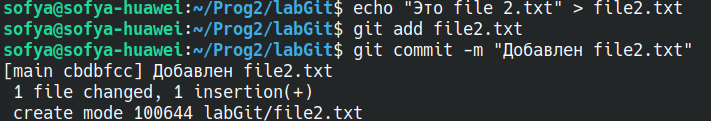 sofya@sofya-huawei:~/Prog2/labGit$ echo "Это file 2.txt" > file2.txt
sofya@sofya-huawei:~/Prog2/labGit$ git add file2.txt
sofya@sofya-huawei:~/Prog2/labGit$ git commit -m "Добавлен file2.txt"
[main cbdbfcc] Добавлен file2.txt
 1 file changed, 1 insertion(+)
 create mode 100644 labGit/file2.txt